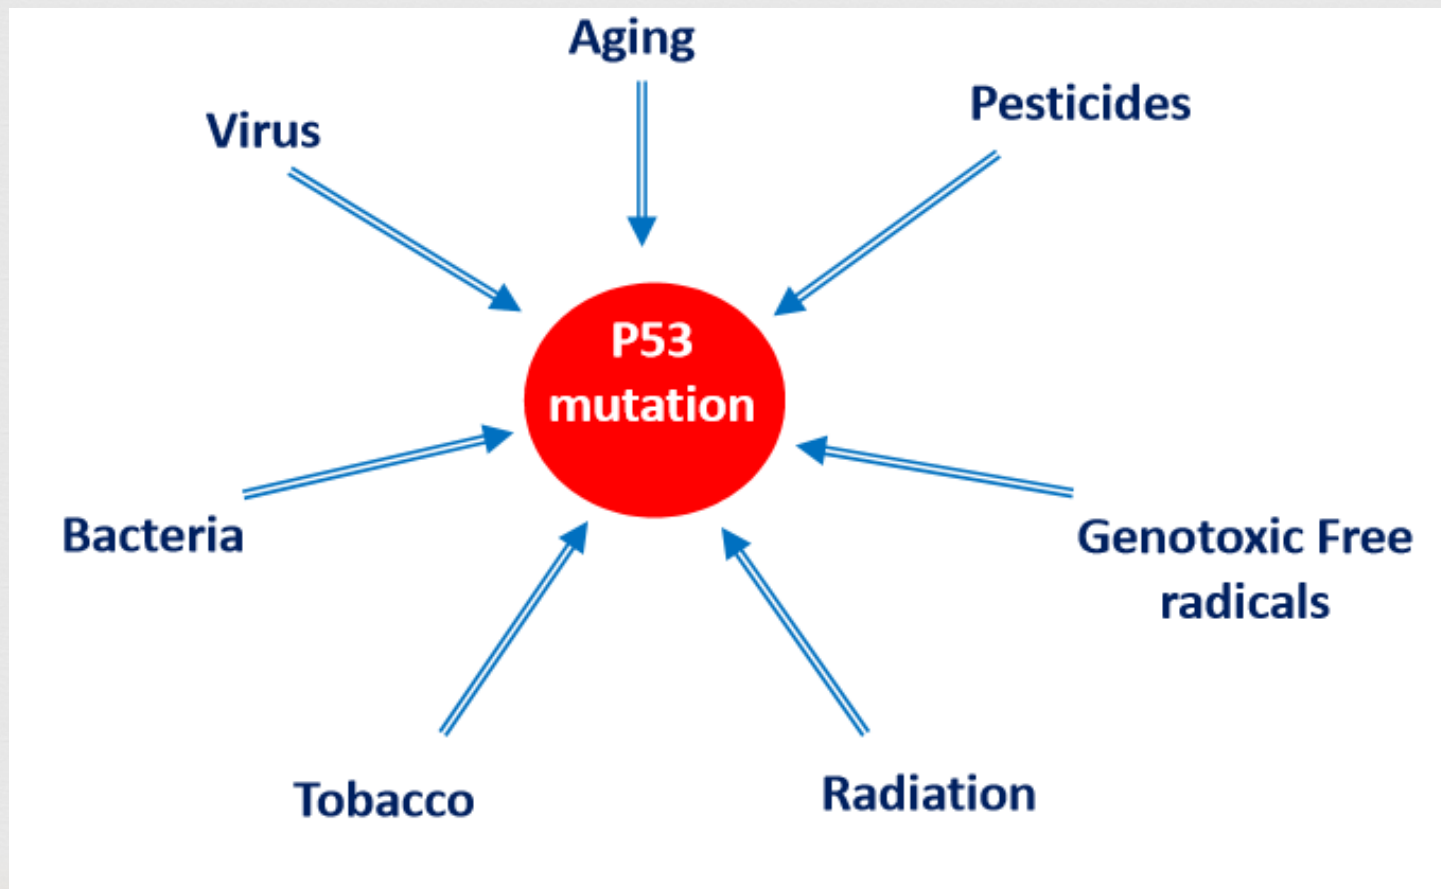 Aging
Pesticides
Virus
P53
mutation
Bacteria
Genotoxic Free
radicals
Tobacco
Radiation